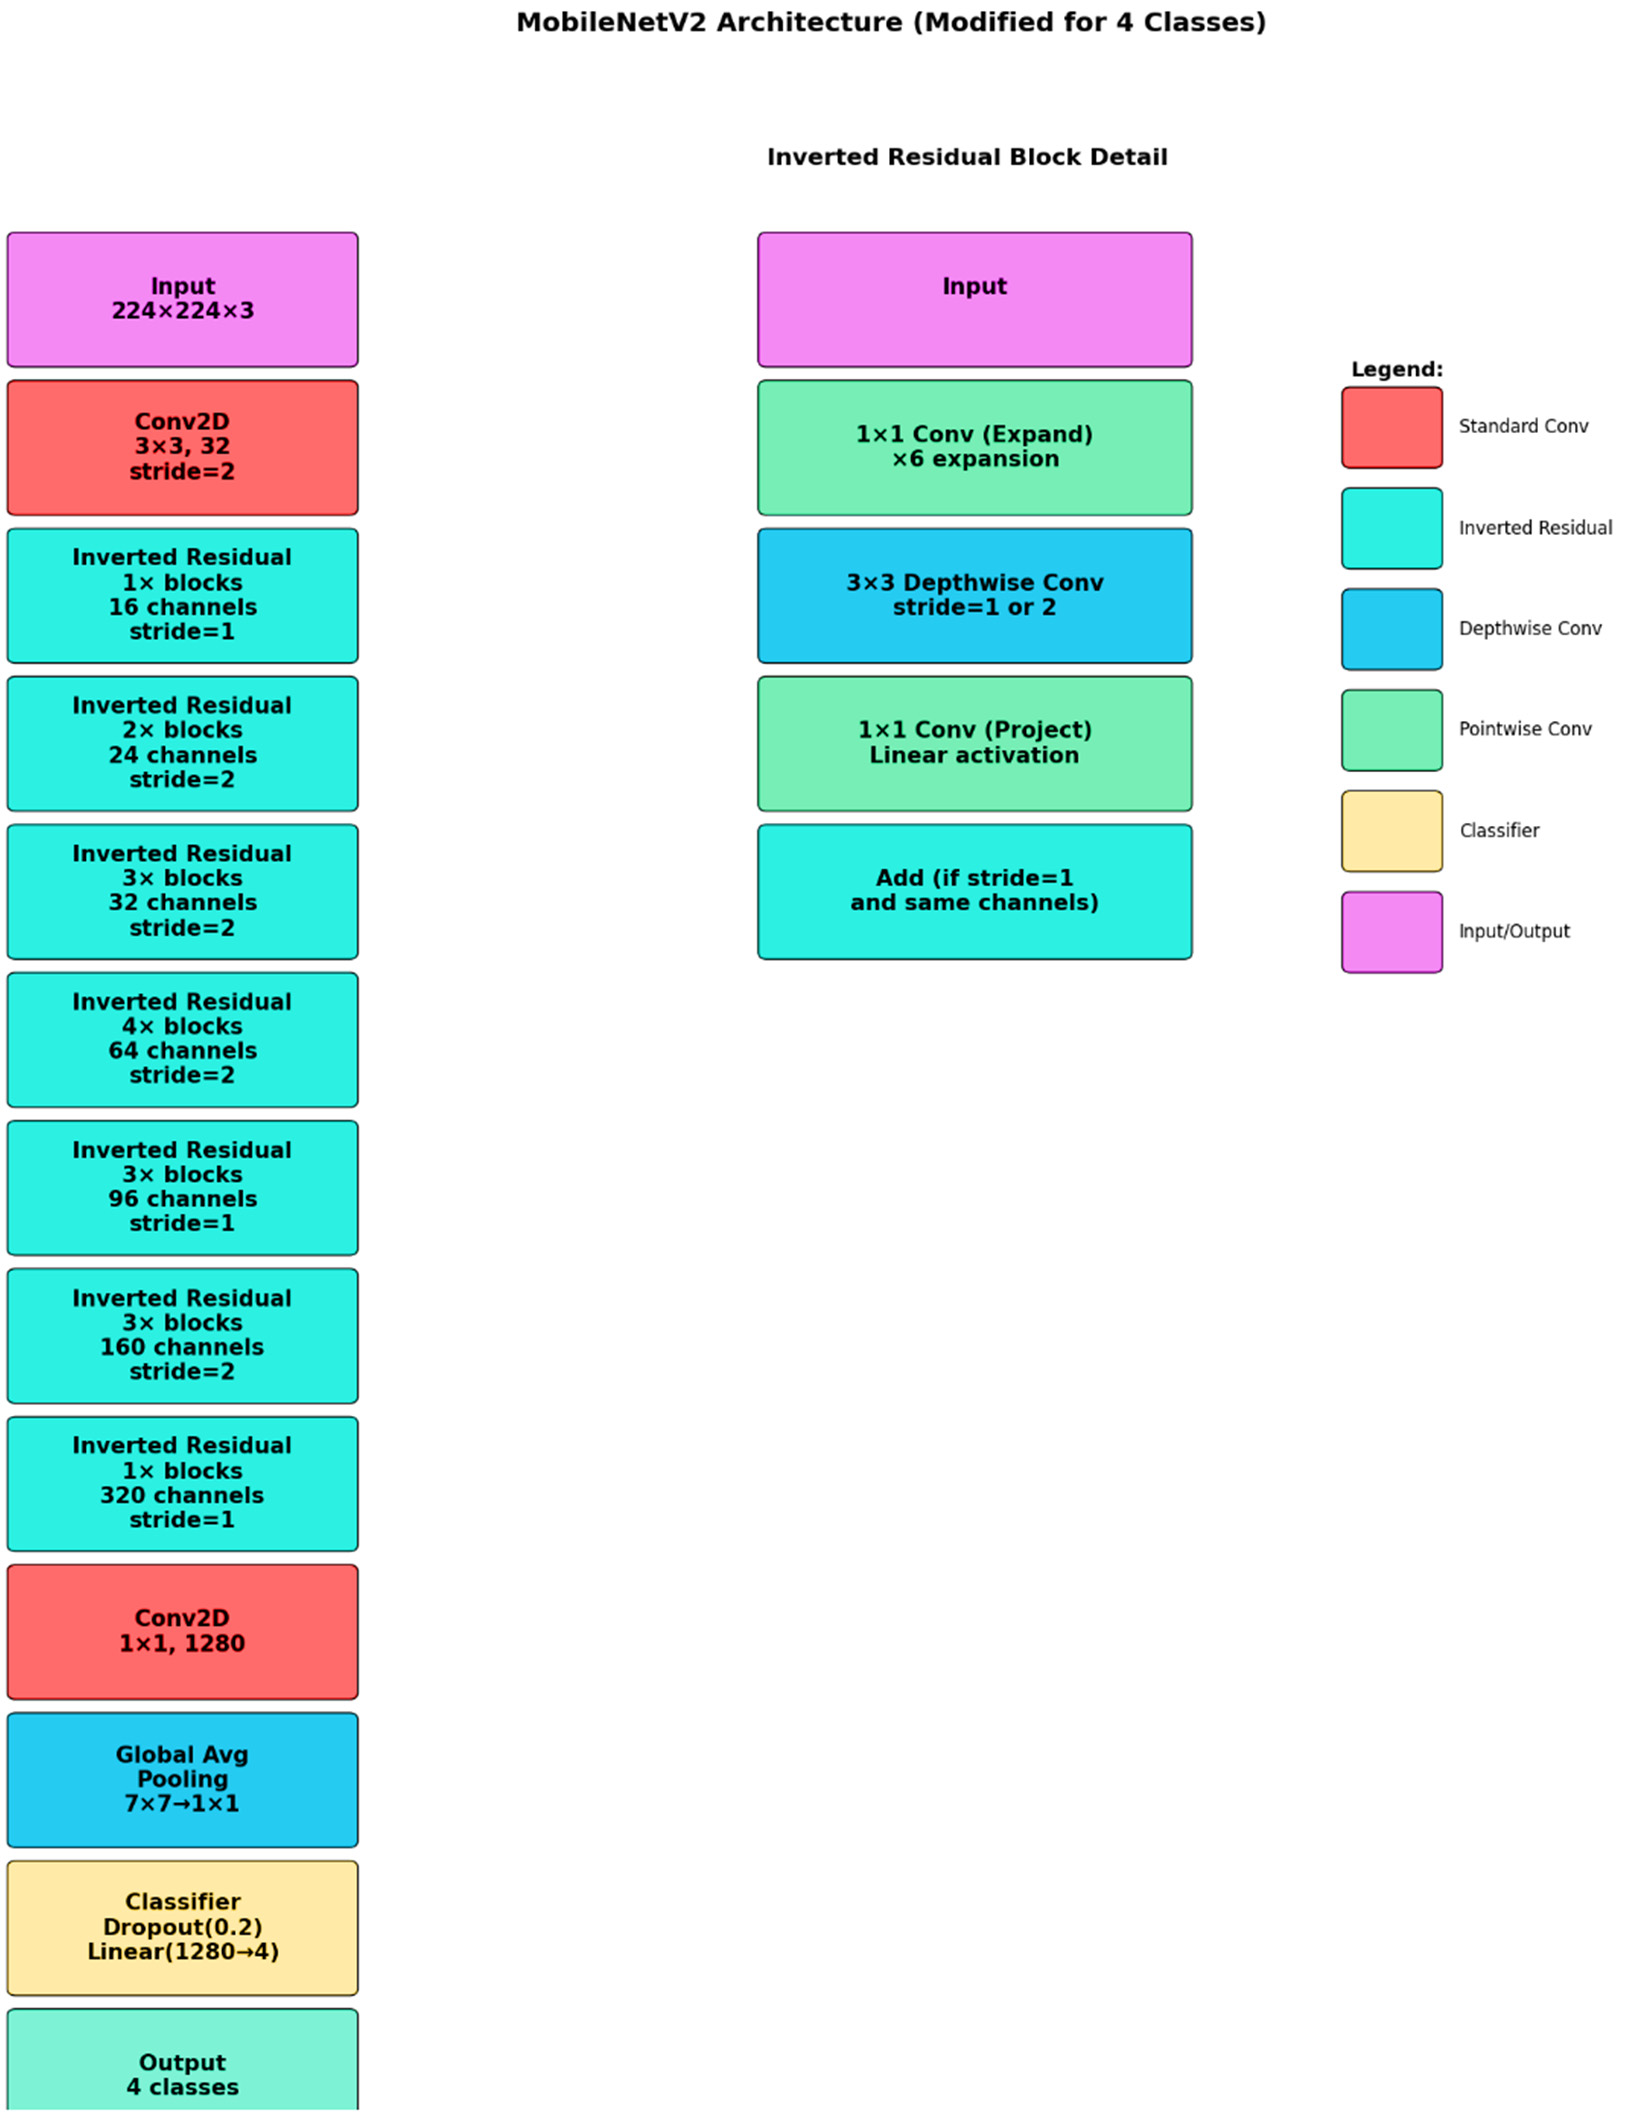 MobileNetV2 Architecture (Modified for 4 Classes)
Inverted Residual Block Detail
Input
224×224×3
Conv2D
3×3, 32
stride=2
Inverted Residual
1× blocks
16 channels
stride=1
Inverted Residual
2× blocks
24 channels
stride=2
Inverted Residual
3× blocks
32 channels
stride=2
Inverted Residual
4× blocks
64 channels
stride=2
Inverted Residual
3× blocks
96 channels
stride=1
Inverted Residual
3× blocks
160 channels
stride=2
Inverted Residual
1× blocks
320 channels
stride=1
Conv2D
1×1, 1280
Global Avg
Pooling
7×7→1×1
Classifier
Dropout(0.2)
Linear(1280→4)
Output
4 classes
Input
1×1 Conv (Expand)
×6 expansion
3×3 Depthwise Conv
stride=1 or 2
1×1 Conv (Project)
Linear activation
Add (if stride=1
and same channels)
Legend:
Standard Conv
Inverted Residual
Depthwise Conv
Pointwise Conv
Classifier
Input/Output